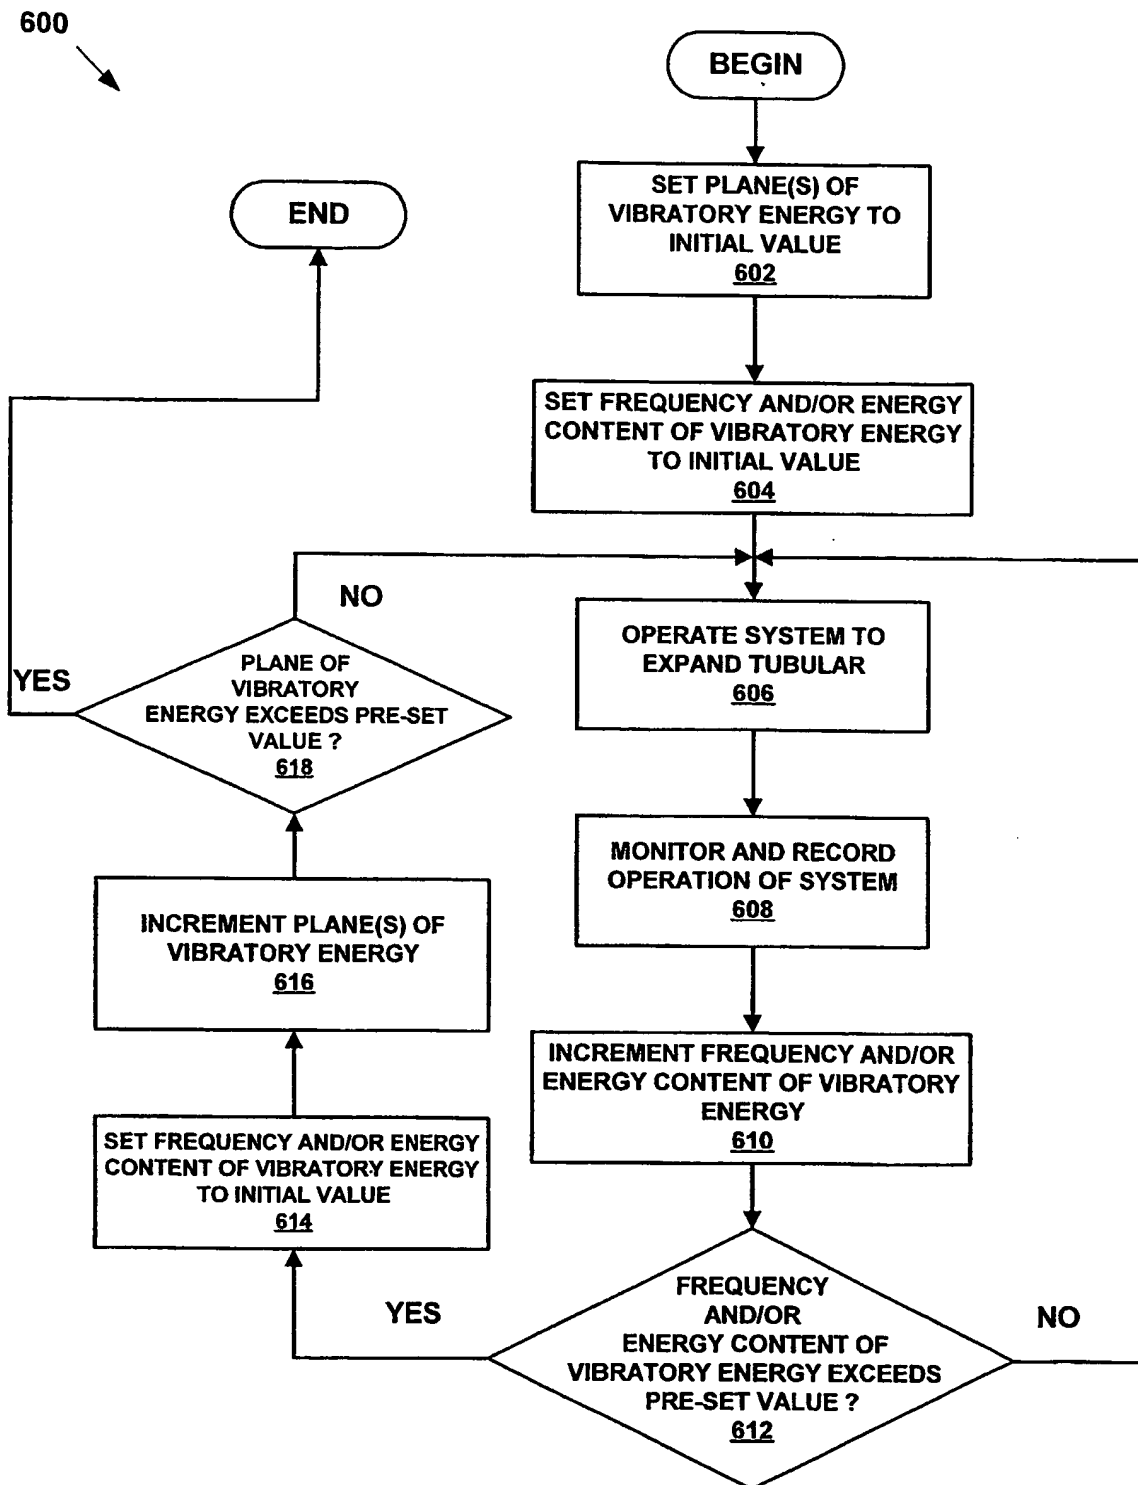 600
BEGIN
SET PLANE(S) OF
VIBRATORY ENERGY TO
INITIAL VALUE
602
END
SET FREQUENCY AND/OR ENERGY
CONTENT OF VIBRATORY ENERGY
TO INITIAL VALUE
604
NO
OPERATE SYSTEM TO
EXPAND TUBULAR
606
YES
PLANE OF
VIBRATORY
ENERGY EXCEEDS PRE-SET
VALUE ?
618
MONITOR AND RECORD
OPERATION OF SYSTEM
608
INCREMENT PLANE(S) OF
VIBRATORY ENERGY
616
INCREMENT FREQUENCY AND/OR
ENERGY CONTENT OF VIBRATORY
ENERGY
610
SET FREQUENCY AND/OR ENERGY
CONTENT OF VIBRATORY ENERGY
TO INITIAL VALUE
614
YES
FREQUENCY
AND/OR
ENERGY CONTENT OF
VIBRATORY ENERGY EXCEEDS
PRE-SET VALUE ?
612
NO